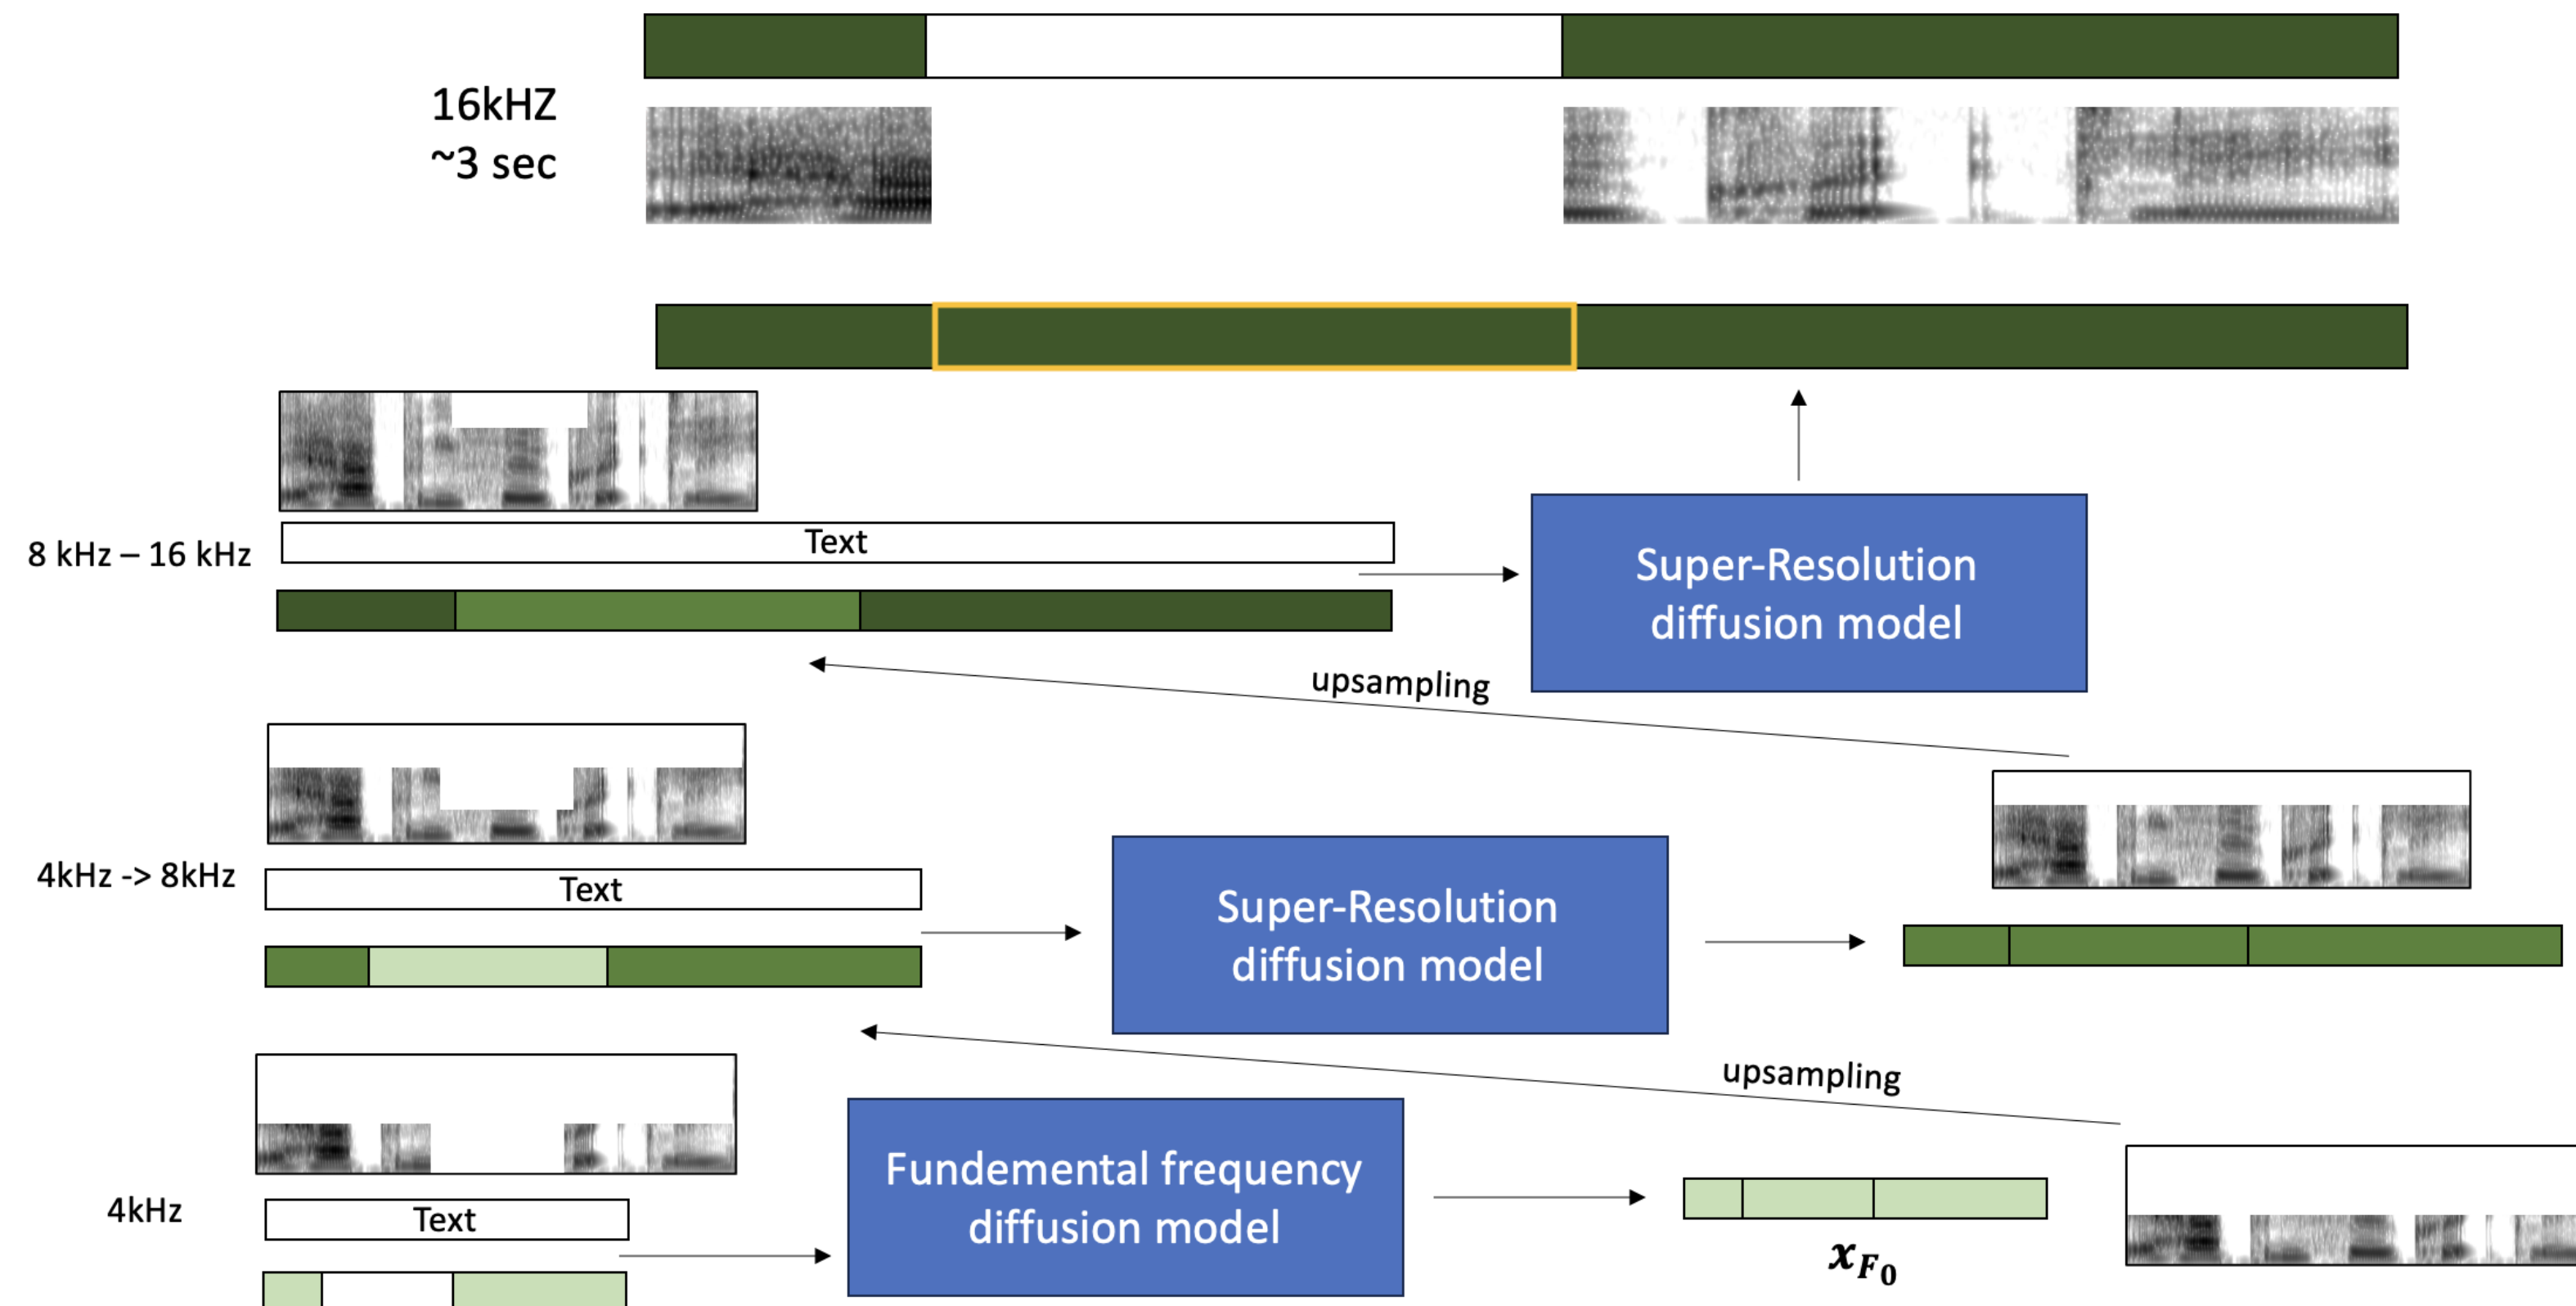 16kHZ
~3 sec
8 kHz – 16 kHz
Text
Super-Resolution
diffusion model
upsampling
4kHz -> 8kHz
Text
Super-Resolution
diffusion model
upsampling
4kHz
Text
Fundemental frequency
diffusion model
x_{F_0}